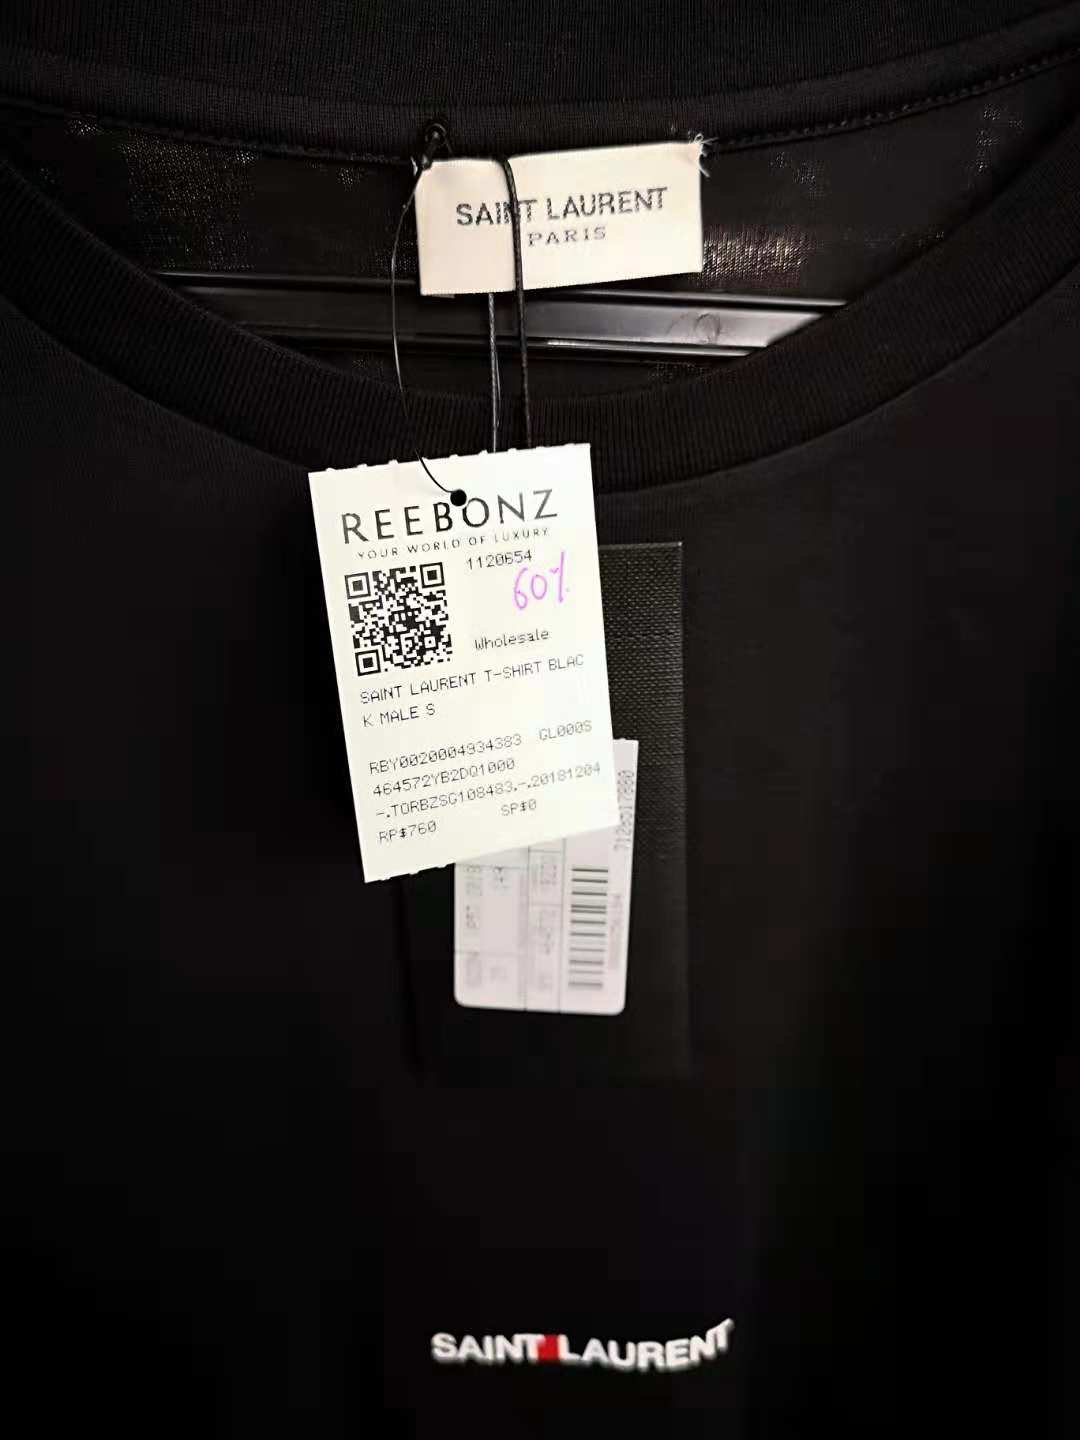 SAINT LAURENT
PARIS
REEBONZ
YOUR WORLD OF LUXURY
1120654
60%
Wholesale
SAINT LAURENT T-SHIRT BLAC
K MALE S
RBY0020004934383 GL000S
464572YB2DQ1000
-.TORBZSG108483.-.20181204
RP$760 SP$0
SAINT LAURENT